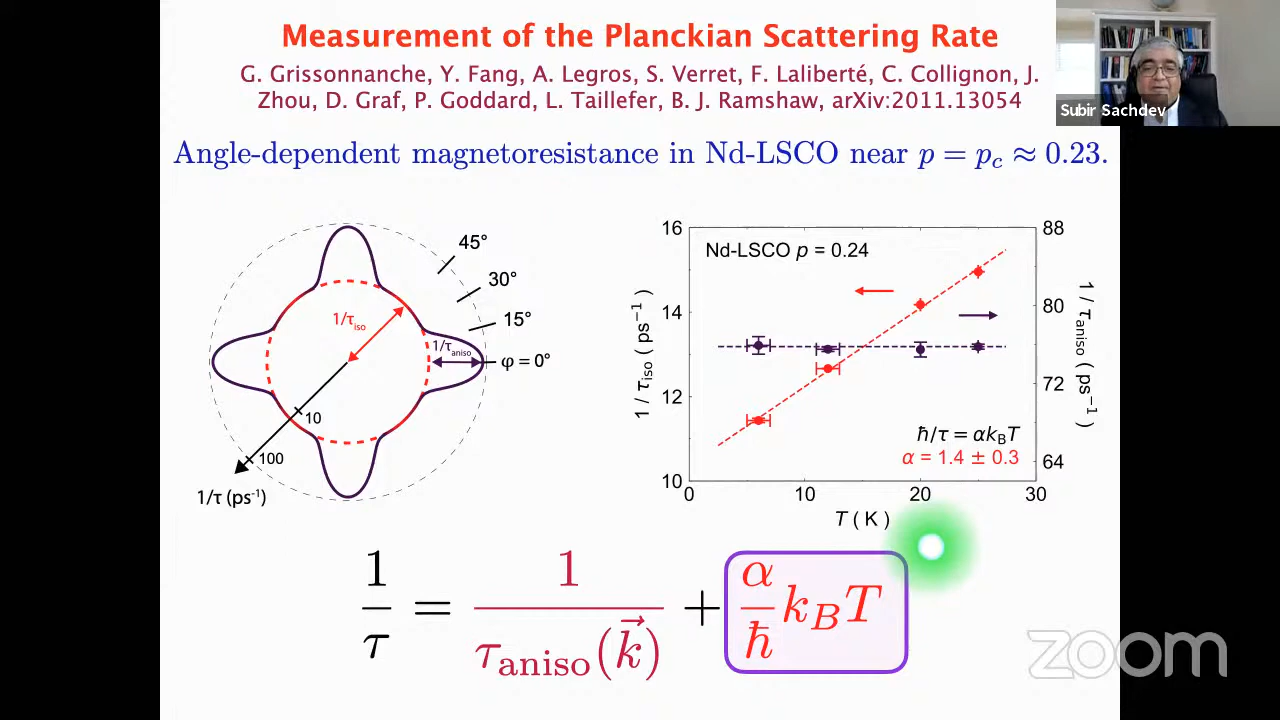 Measurement of the Planckian Scattering Rate
G. Grissonnanche, Y. Fang, A. Legros, S. Verret, F. Laliberté, C. Collignon, J.
Zhou, D. Graf, P. Goddard, L. Taillefer, B. J. Ramshaw, arXiv:2011.13054
Subir Sachdev
Angle-dependent magnetoresistance in Nd-LSCO near p = p_c ≈ 0.23.
45°
30°
15°
φ = 0°
1/τ_iso
1/τ_aniso
10
100
1/τ (ps⁻¹)
Nd-LSCO p = 0.24
16
14
12
10
1 / τ_iso ( ps⁻¹ )
88
80
72
64
1 / τ_aniso ( ps⁻¹ )
ħ/τ = αk_BT
α = 1.4 ± 0.3
0 10 20 30
T ( K )
1/τ = 1/τ_aniso(k⃗) + α/ħ k_BT
zoom